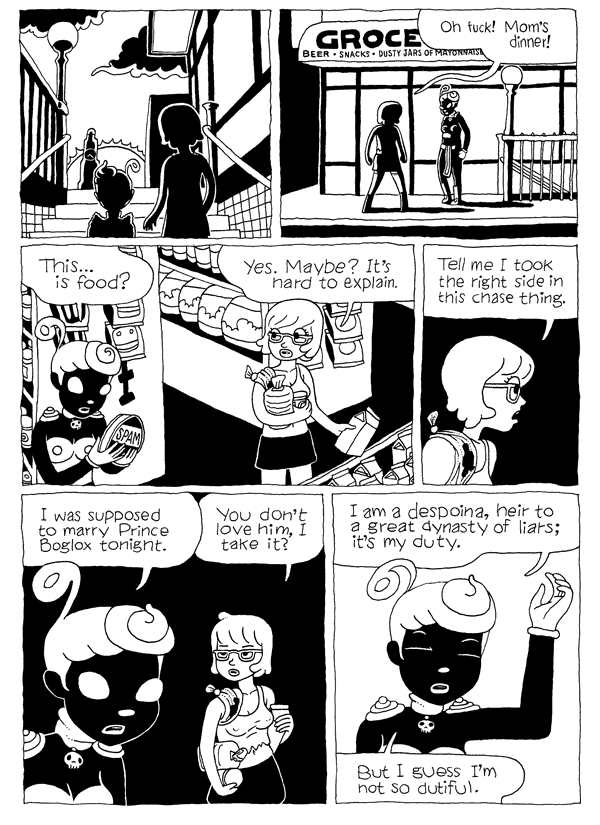 Oh fuck! Mom's
dinner!
GROCE
BEER • SNACKS • DUSTY JARS OF MAYONNAISE
This...
is food?
Yes. Maybe? It's
hard to explain.
SPAM
Tell me I took
the right side in
this chase thing.
I was supposed
to marry Prince
Boglox tonight.
You don't
love him, I
take it?
I am a despoina, heir to
a great dynasty of liars;
it's my duty.
But I guess I'm
not so dutiful.